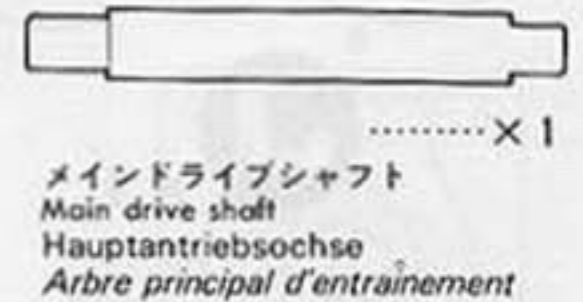 ·········× 1
メインドライブシャフト
Main drive shaft
Hauptantriebsachse
Arbre principal d'entraînement